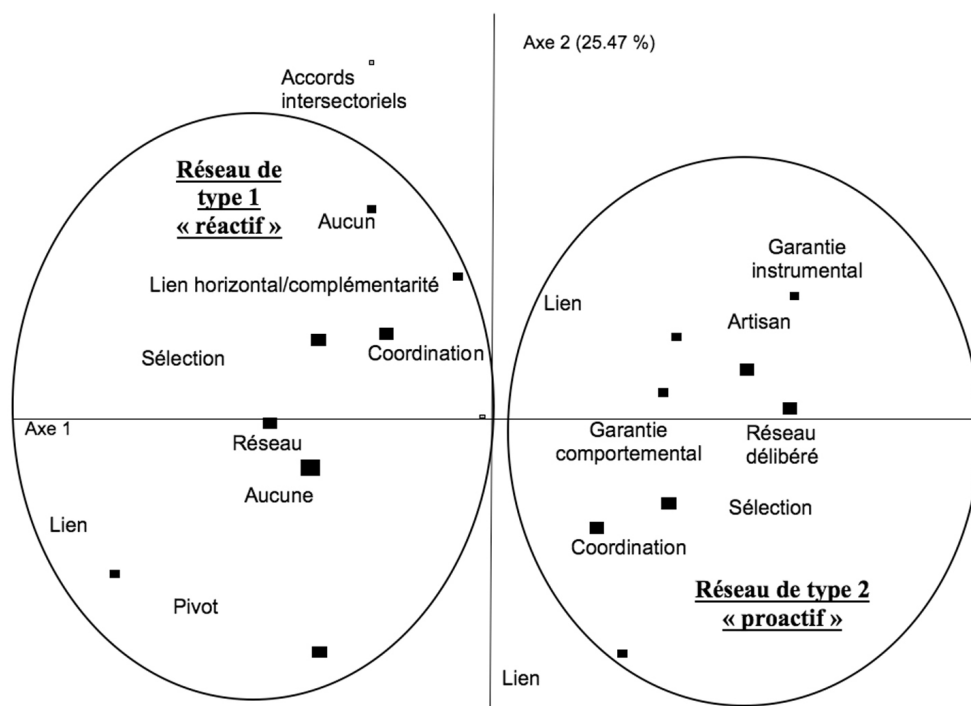 Axe 2 (25.47 %)
Accords
intersectoriels
Réseau de
type 1
« réactif »
Aucun
Lien horizontal/complémentarité
Sélection
Coordination
Axe 1
Réseau
Aucune
Lien
Pivot
Garantie
instrumental
Lien
Artisan
Garantie
comportemental
Réseau
délibéré
Sélection
Coordination
Réseau de type 2
« proactif »
Lien